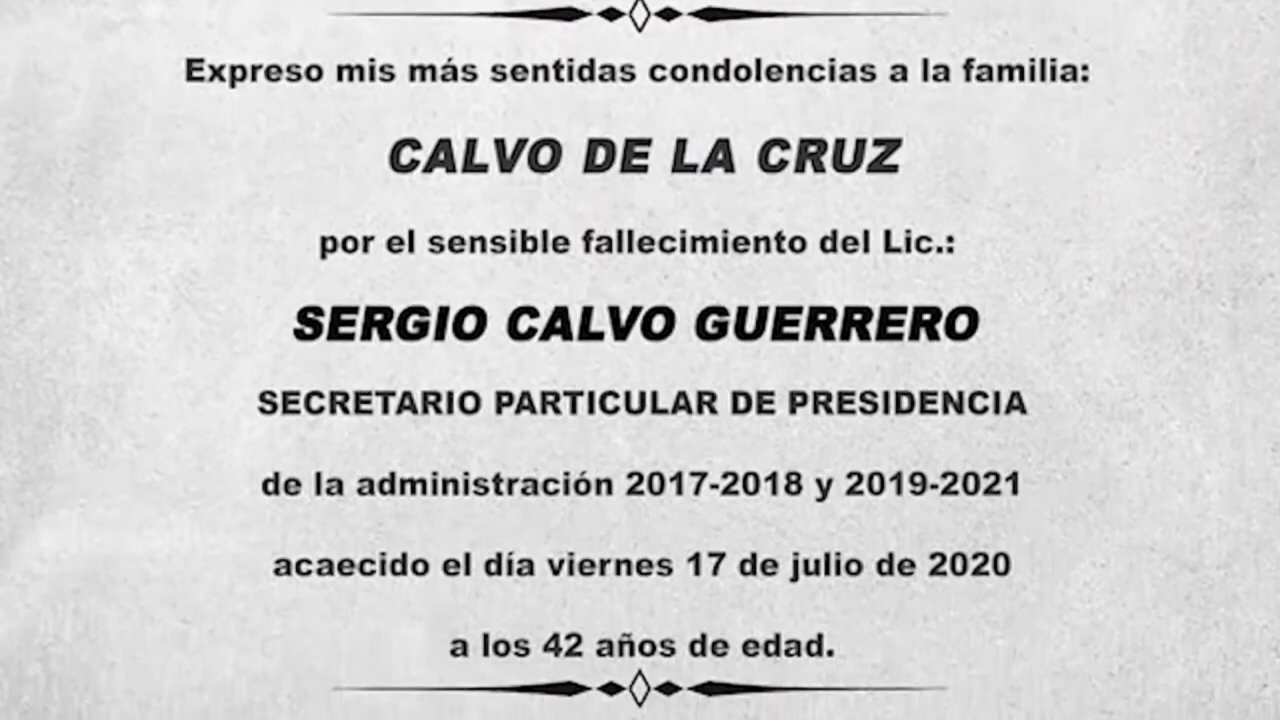 Expreso mis más sentidas condolencias a la familia:
CALVO DE LA CRUZ
por el sensible fallecimiento del Lic.:
SERGIO CALVO GUERRERO
SECRETARIO PARTICULAR DE PRESIDENCIA
de la administración 2017-2018 y 2019-2021
acaecido el día viernes 17 de julio de 2020
a los 42 años de edad.